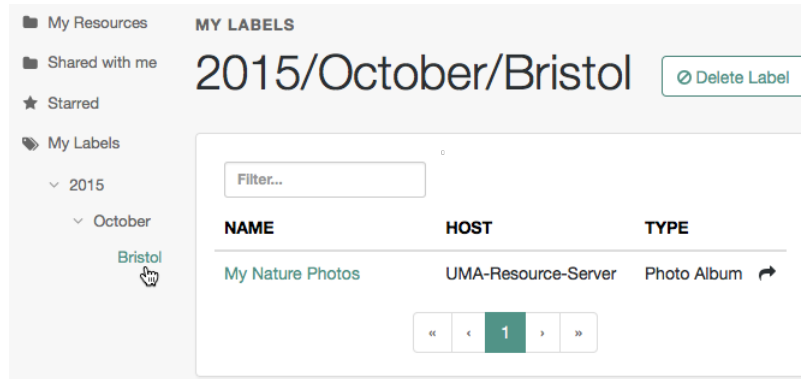 My Resources
Shared with me
Starred
My Labels
2015
October
Bristol
MY LABELS
2015/October/Bristol
Delete Label
Filter...
NAME HOST TYPE
My Nature Photos UMA-Resource-Server Photo Album
« ‹ 1 › »